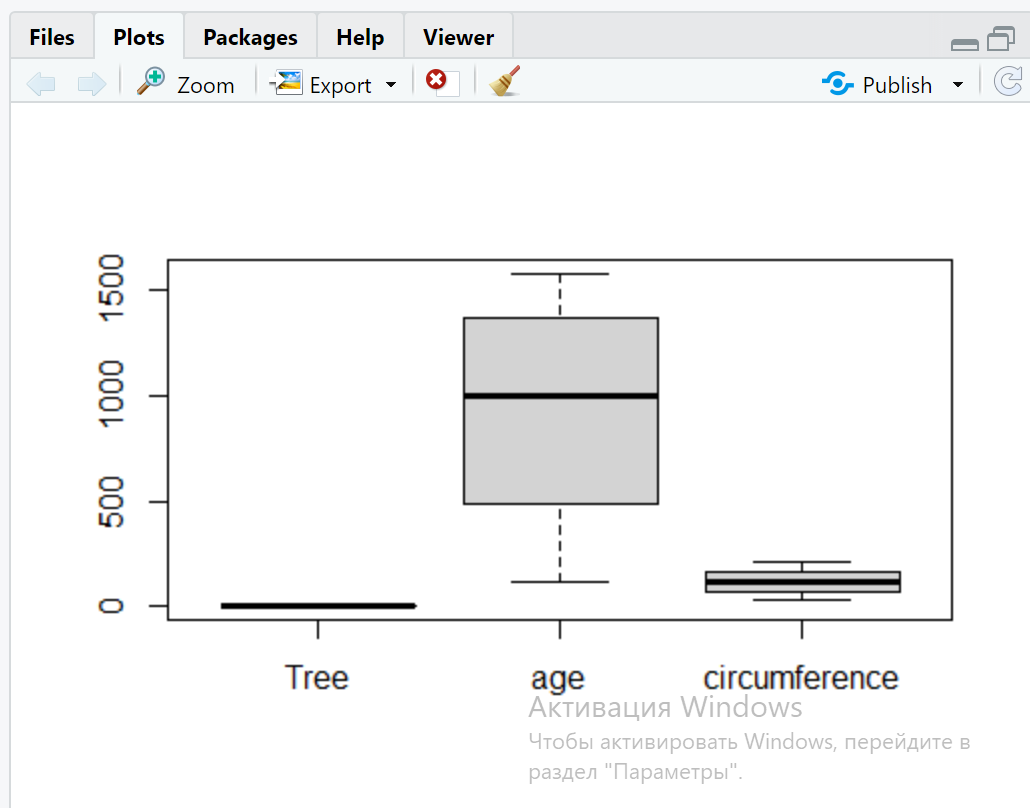 Files Plots Packages Help Viewer
Zoom Export Publish
1500
1000
500
0
Tree age circumference
Активация Windows
Чтобы активировать Windows, перейдите в
раздел "Параметры".